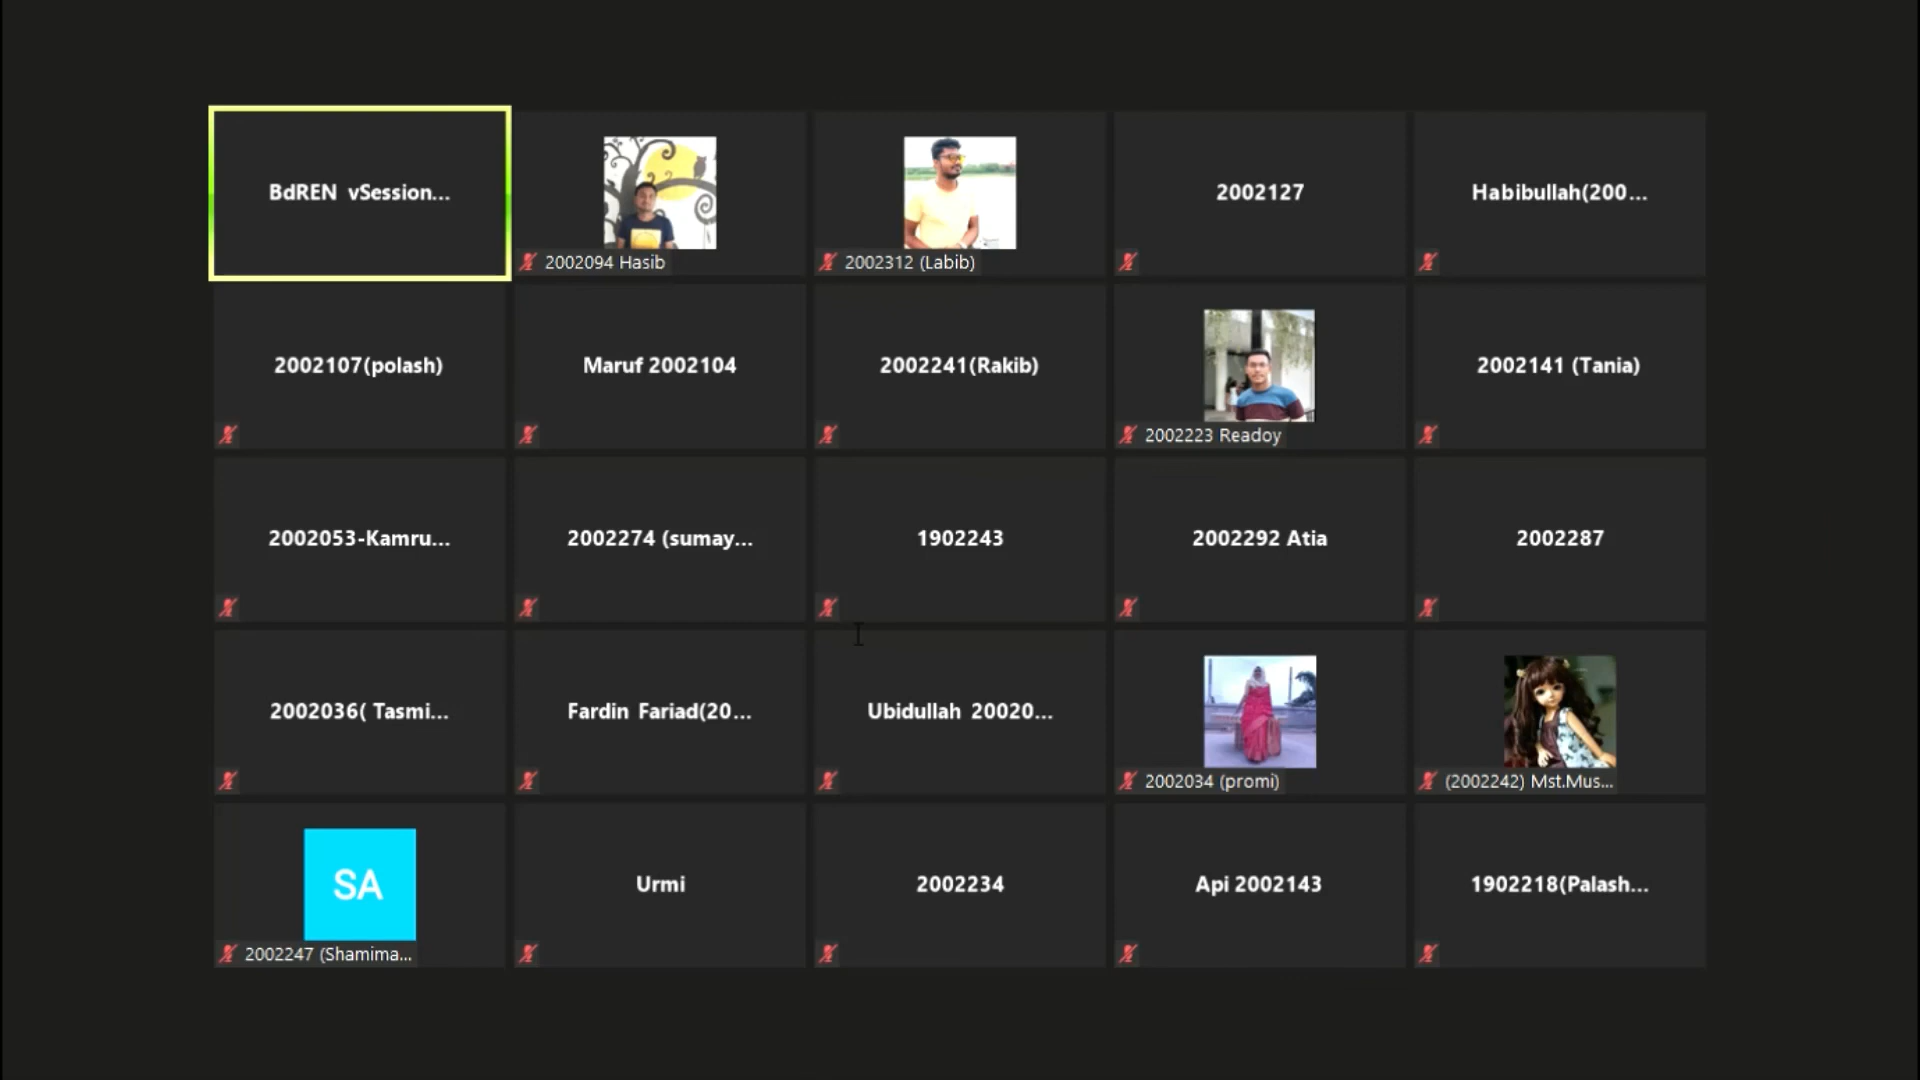 BdREN vSession...
2002094 Hasib
2002312 (Labib)
2002127
Habibullah(200...
2002107(polash)
Maruf 2002104
2002241(Rakib)
2002223 Readoy
2002141 (Tania)
2002053-Kamru...
2002274 (sumay...
1902243
2002292 Atia
2002287
2002036( Tasmi...
Fardin Fariad(20...
Ubidullah 20020...
2002034 (promi)
(2002242) Mst.Mus...
SA
2002247 (Shamima...
Urmi
2002234
Api 2002143
1902218(Palash...